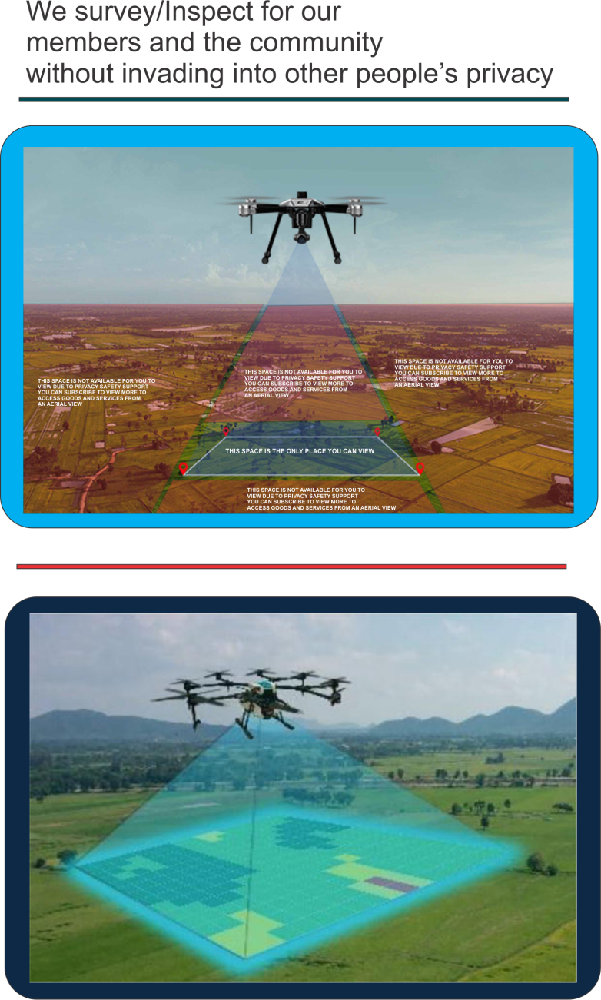 We survey/Inspect for our
members and the community
without invading into other people’s privacy
THIS SPACE IS NOT AVAILABLE FOR YOU TO
VIEW DUE TO PRIVACY SAFETY SUPPORT
YOU CAN SUBSCRIBE TO VIEW MORE TO
ACCESS GOODS AND SERVICES FROM
AN AERIAL VIEW
THIS SPACE IS NOT AVAILABLE FOR YOU TO
VIEW DUE TO PRIVACY SAFETY SUPPORT
YOU CAN SUBSCRIBE TO VIEW MORE TO
ACCESS GOODS AND SERVICES FROM
AN AERIAL VIEW
THIS SPACE IS NOT AVAILABLE FOR YOU TO
VIEW DUE TO PRIVACY SAFETY SUPPORT
YOU CAN SUBSCRIBE TO VIEW MORE TO
ACCESS GOODS AND SERVICES FROM
AN AERIAL VIEW
THIS SPACE IS THE ONLY PLACE YOU CAN VIEW
THIS SPACE IS NOT AVAILABLE FOR YOU TO
VIEW DUE TO PRIVACY SAFETY SUPPORT
YOU CAN SUBSCRIBE TO VIEW MORE TO
ACCESS GOODS AND SERVICES FROM AN AERIAL VIEW